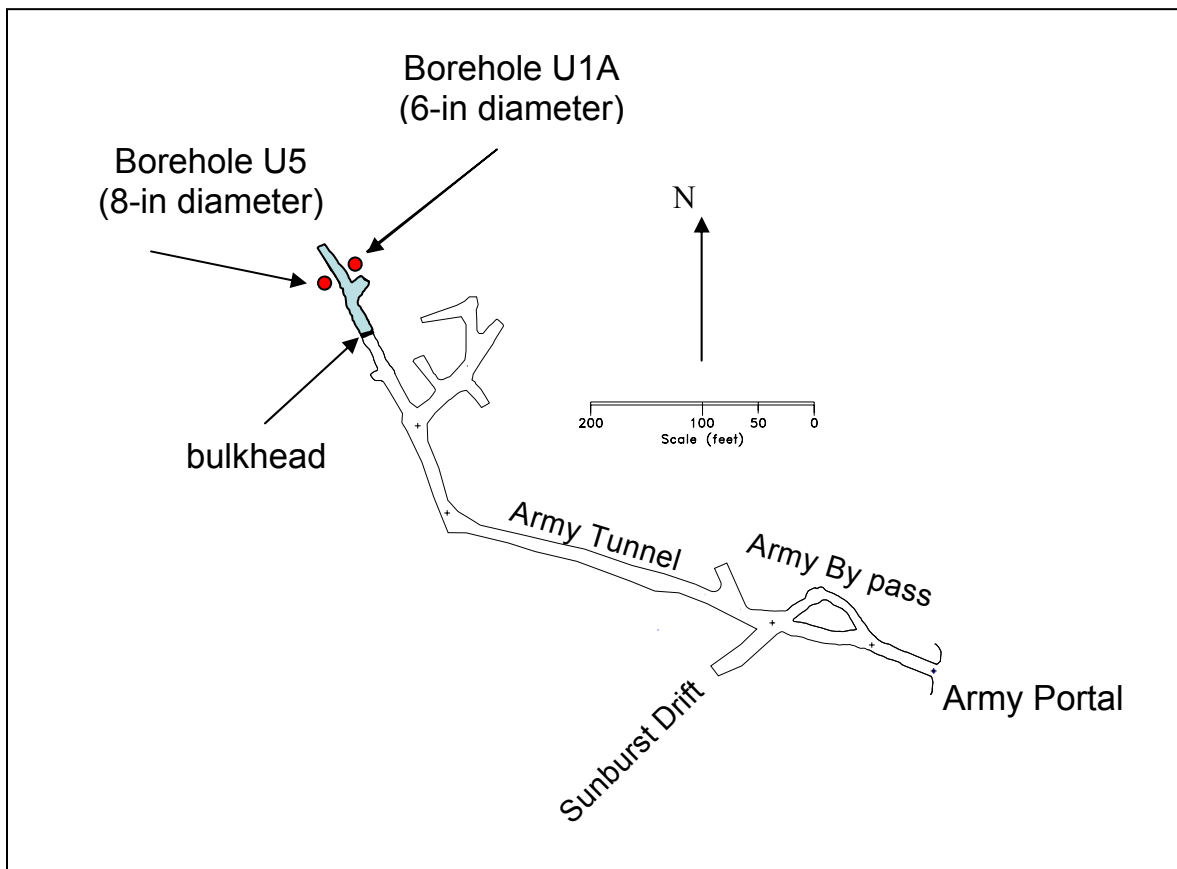 Borehole U1A
(6-in diameter)
Borehole U5
(8-in diameter)
N
bulkhead
200 100 50 0
Scale (feet)
Army Tunnel
Army By pass
Sunburst Drift
Army Portal